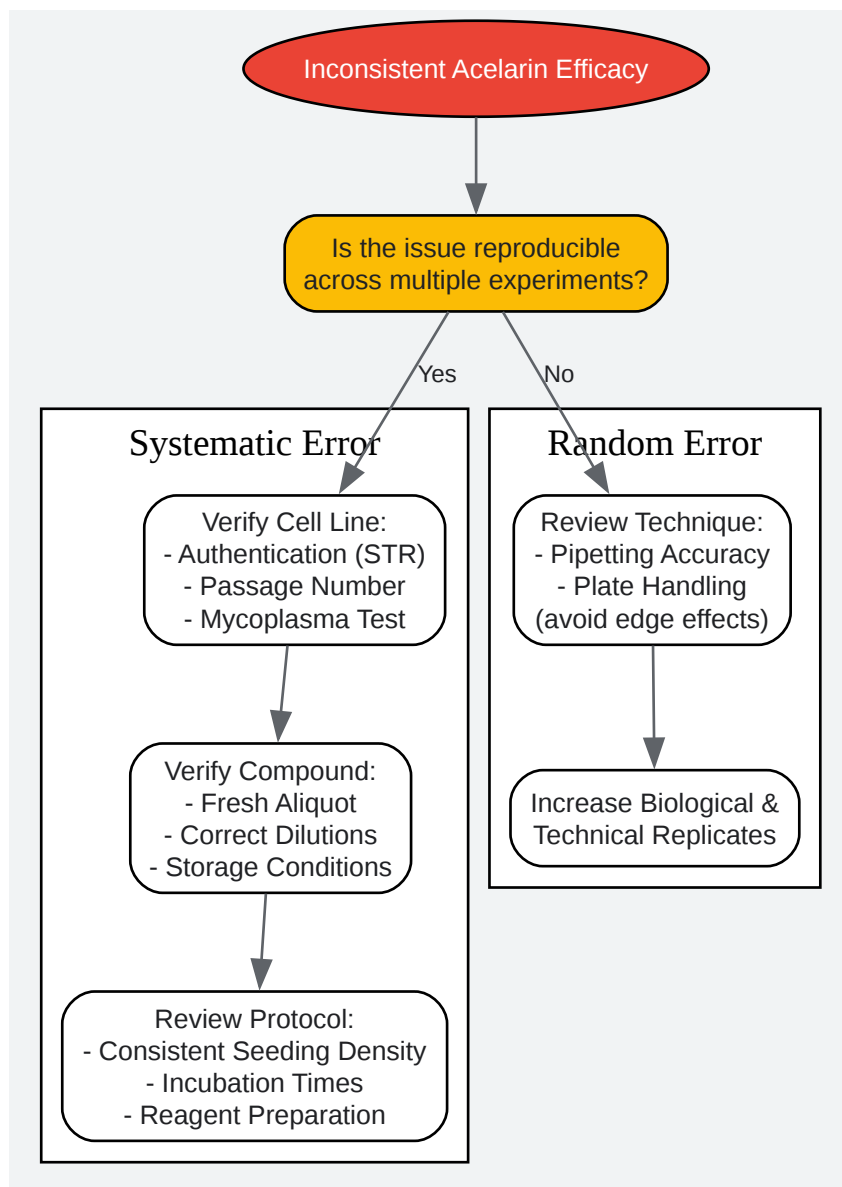 Inconsistent Acelarin Efficacy
Is the issue reproducible
across multiple experiments?
Yes
No
Systematic Error
Verify Cell Line:
- Authentication (STR)
- Passage Number
- Mycoplasma Test
Verify Compound:
- Fresh Aliquot
- Correct Dilutions
- Storage Conditions
Review Protocol:
- Consistent Seeding Density
- Incubation Times
- Reagent Preparation
Random Error
Review Technique:
- Pipetting Accuracy
- Plate Handling
(avoid edge effects)
Increase Biological &
Technical Replicates